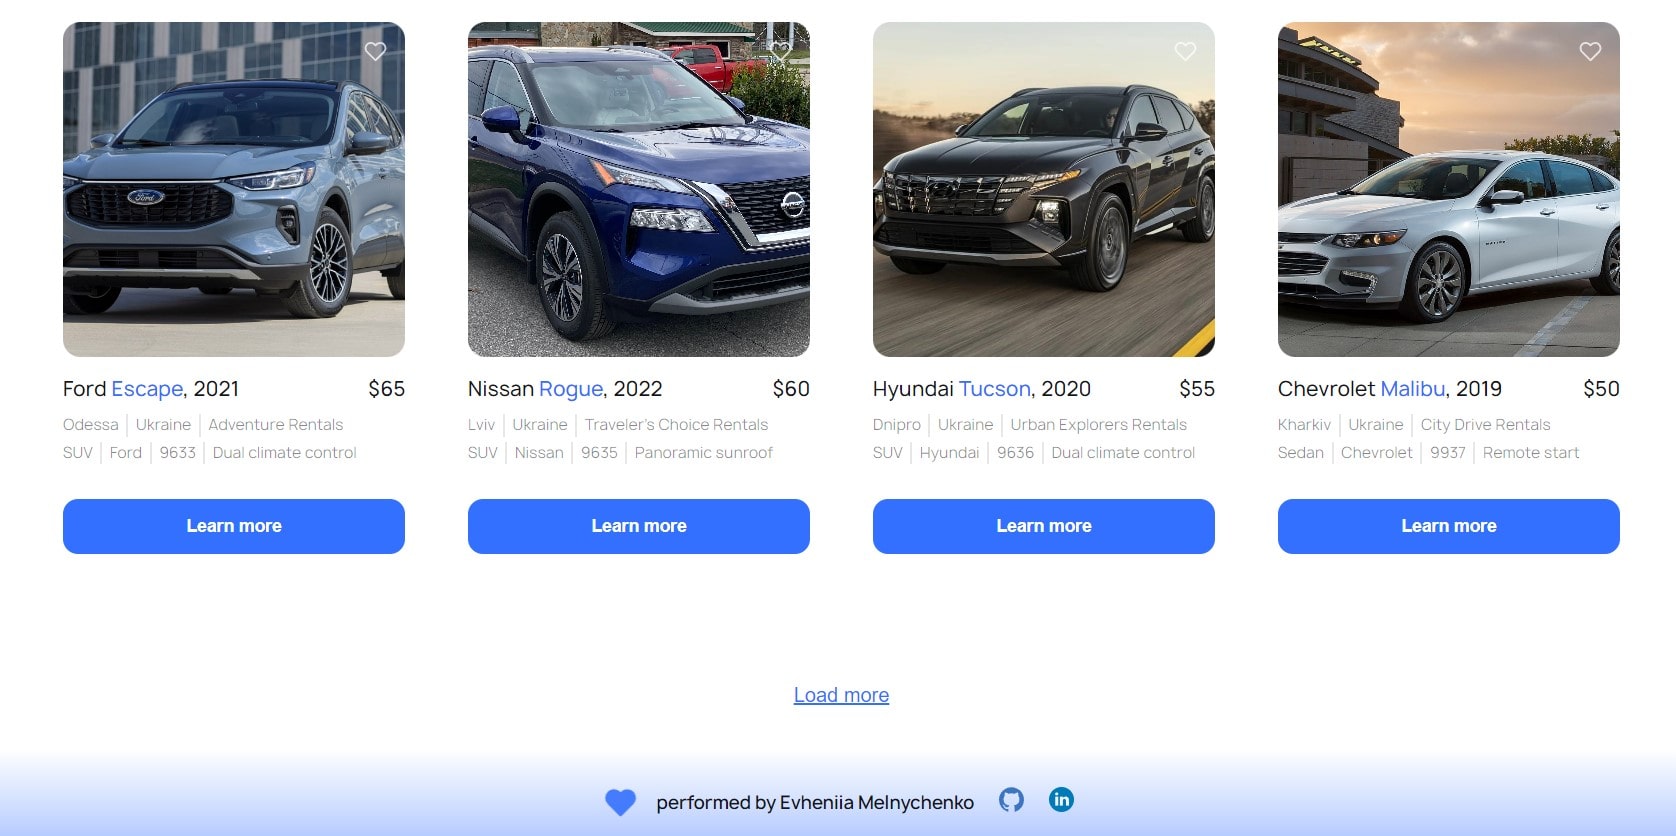 Ford
Ford Escape, 2021 $65
Odessa | Ukraine | Adventure Rentals
SUV | Ford | 9633 | Dual climate control
Learn more
Nissan Rogue, 2022 $60
Lviv | Ukraine | Traveler's Choice Rentals
SUV | Nissan | 9635 | Panoramic sunroof
Learn more
Hyundai Tucson, 2020 $55
Dnipro | Ukraine | Urban Explorers Rentals
SUV | Hyundai | 9636 | Dual climate control
Learn more
Chevrolet Malibu, 2019 $50
Kharkiv | Ukraine | City Drive Rentals
Sedan | Chevrolet | 9937 | Remote start
Learn more
Load more
performed by Evheniia Melnychenko
in